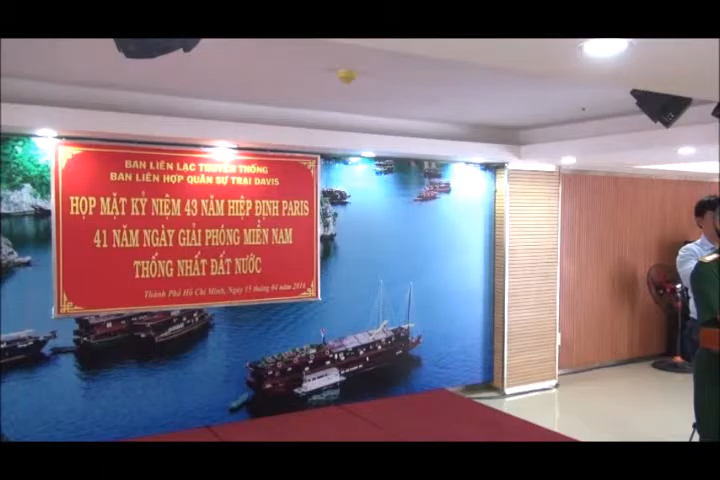 BAN LIÊN LẠC TRUYỀN THỐNG
BAN LIÊN HỢP QUÂN SỰ TRẠI DAVIS
HỌP MẶT KỶ NIỆM 43 NĂM HIỆP ĐỊNH PARIS
41 NĂM NGÀY GIẢI PHÓNG MIỀN NAM
THỐNG NHẤT ĐẤT NƯỚC
Thành Phố Hồ Chí Minh, Ngày 15 tháng 04 năm 2016